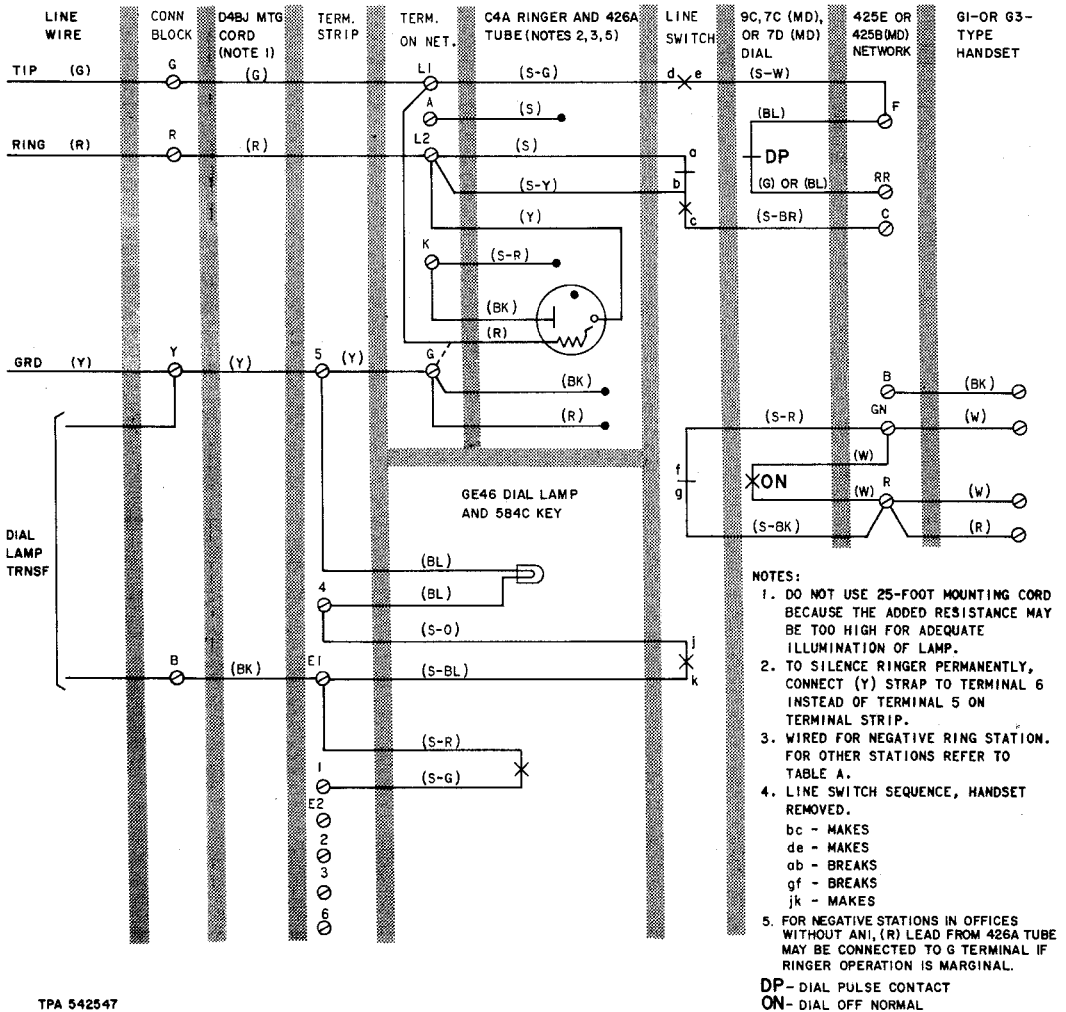 LINE
WIRE
CONN
BLOCK
D4BJ MTG
CORD
(NOTE 1)
TERM.
STRIP
TERM.
ON NET.
C4A RINGER AND 426A
TUBE (NOTES 2,3,5)
LINE
SWITCH
9C,7C (MD),
OR 7D (MD)
DIAL
425E OR
425B(MD)
NETWORK
G1-OR G3-
TYPE
HANDSET
TIP (G) G (G) L1 (S-G) d e (S-W)
A (S) (BL) F
RING (R) R (R) L2 (S) a DP
(S-Y) b (G) OR (BL) RR
(Y) c (S-BR) C
K (S-R)
(BK)
(R)
GRD (Y) Y (Y) 5 (Y) G
(BK) B (BK)
(R) (S-R) GN (W)
(W)
f ON
g (W) R (W)
(S-BK) (R)
GE46 DIAL LAMP
AND 584C KEY
DIAL
LAMP
TRNSF
(BL)
4 (BL)
(S-O) j
B (BK) E1 (S-BL) k
(S-R)
1 (S-G)
E2
2
3
6
NOTES:
1. DO NOT USE 25-FOOT MOUNTING CORD
BECAUSE THE ADDED RESISTANCE MAY
BE TOO HIGH FOR ADEQUATE
ILLUMINATION OF LAMP.
2. TO SILENCE RINGER PERMANENTLY,
CONNECT (Y) STRAP TO TERMINAL 6
INSTEAD OF TERMINAL 5 ON
TERMINAL STRIP.
3. WIRED FOR NEGATIVE RING STATION.
FOR OTHER STATIONS REFER TO
TABLE A.
4. LINE SWITCH SEQUENCE, HANDSET
REMOVED.
bc - MAKES
de - MAKES
ab - BREAKS
gf - BREAKS
jk - MAKES
5. FOR NEGATIVE STATIONS IN OFFICES
WITHOUT ANI, (R) LEAD FROM 426A TUBE
MAY BE CONNECTED TO G TERMINAL IF
RINGER OPERATION IS MARGINAL.
DP- DIAL PULSE CONTACT
ON- DIAL OFF NORMAL
TPA 542547